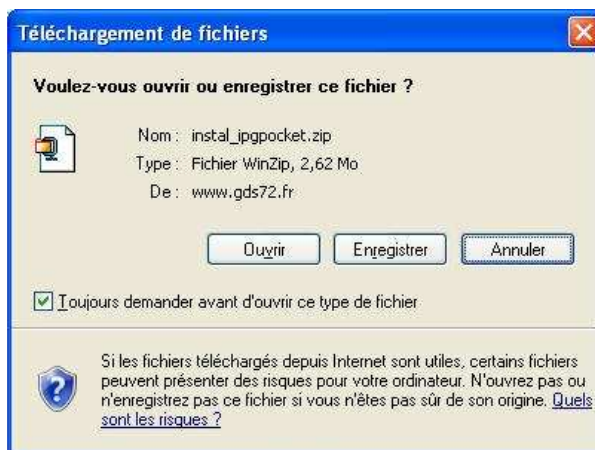 Téléchargement de fichiers
Voulez-vous ouvrir ou enregistrer ce fichier ?
Nom : instal_ipgpocket.zip
Type : Fichier WinZip, 2,62 Mo
De : www.gds72.fr
Ouvrir Enregistrer Annuler
Toujours demander avant d'ouvrir ce type de fichier
Si les fichiers téléchargés depuis Internet sont utiles, certains fichiers
peuvent présenter des risques pour votre ordinateur. N'ouvrez pas ou
n'enregistrez pas ce fichier si vous n'êtes pas sûr de son origine. Quels
sont les risques ?